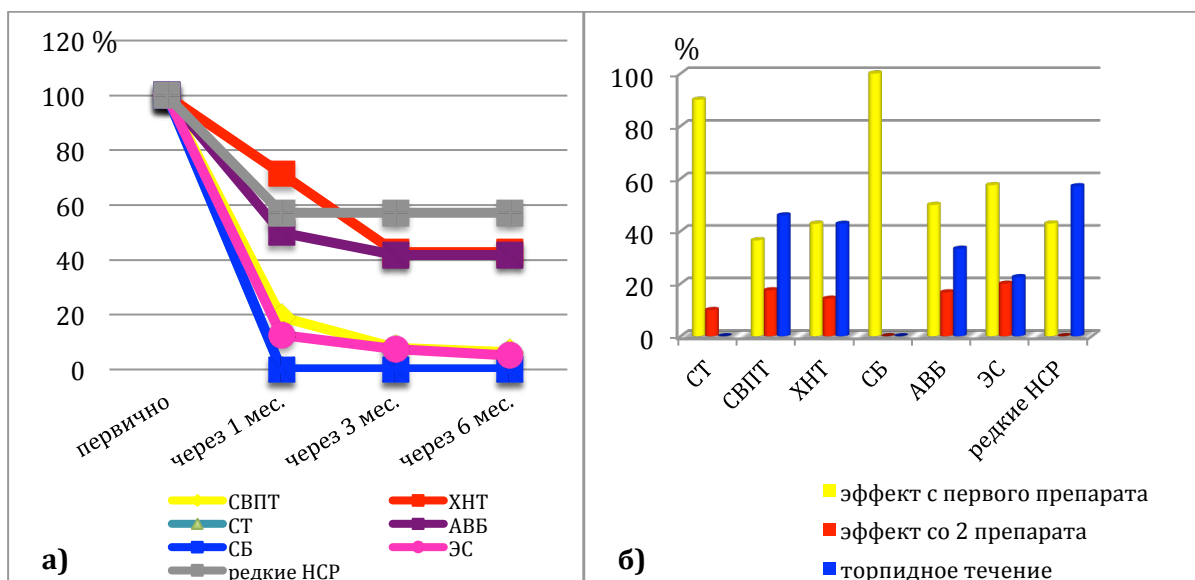 120 %
100
80
60
40
20
0
первично
через 1 мес.
через 3 мес.
через 6 мес.
СВПТ
ХНТ
СТ
АВБ
СБ
ЭС
редкие НСР
а)
%
100
80
60
40
20
0
СТ
СВПТ
ХНТ
СБ
АВБ
ЭС
редкие НСР
эффект с первого препарата
эффект со 2 препарата
торпидное течение
б)